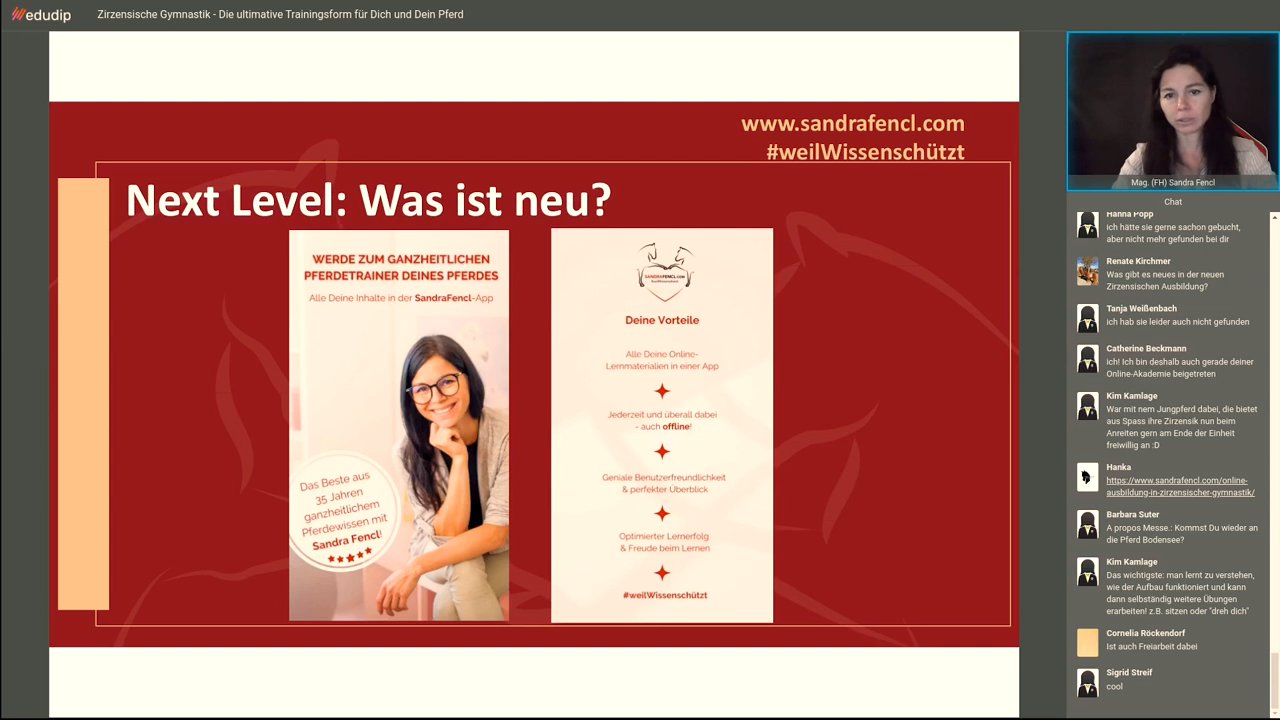 edudip
Zirzensische Gymnastik - Die ultimative Trainingsform für Dich und Dein Pferd
www.sandrafencl.com
#weilWissenschützt
Next Level: Was ist neu?
WERDE ZUM GANZHEITLICHEN
PFERDETRAINER DEINES PFERDES
Alle Deine Inhalte in der SandraFencl-App
Das Beste aus
35 Jahren
ganzheitlichem
Pferdewissen mit
Sandra Fencl!
SANDRAFENCL.COM
#weilWissenschützt
Deine Vorteile
Alle Deine Online-
Lernmaterialien in einer App
Jederzeit und überall dabei
- auch offline!
Geniale Benutzerfreundlichkeit
& perfekter Überblick
Optimierter Lernerfolg
& Freude beim Lernen
#weilWissenschützt
Mag. (FH) Sandra Fencl
Chat
Hanna Popp
ich hätte sie gerne sachon gebucht,
aber nicht mehr gefunden bei dir
Renate Kirchmer
Was gibt es neues in der neuen
Zirzensischen Ausbildung?
Tanja Weißenbach
ich hab sie leider auch nicht gefunden
Catherine Beckmann
ich! Ich bin deshalb auch gerade deiner
Online-Akademie beigetreten
Kim Kamlage
War mit nem Jungpferd dabei, die bietet
aus Spass ihre Zirzensik nun beim
Anreiten gern am Ende der Einheit
freiwillig an :D
Hanka
https://www.sandrafencl.com/online-
ausbildung-in-zirzensischer-gymnastik/
Barbara Suter
A propos Messe.: Kommst Du wieder an
die Pferd Bodensee?
Kim Kamlage
Das wichtigste: man lernt zu verstehen,
wie der Aufbau funktioniert und kann
dann selbständig weitere Übungen
erarbeiten! z.B. sitzen oder "dreh dich"
Cornelia Röckendorf
Ist auch Freiarbeit dabei
Sigrid Streif
cool